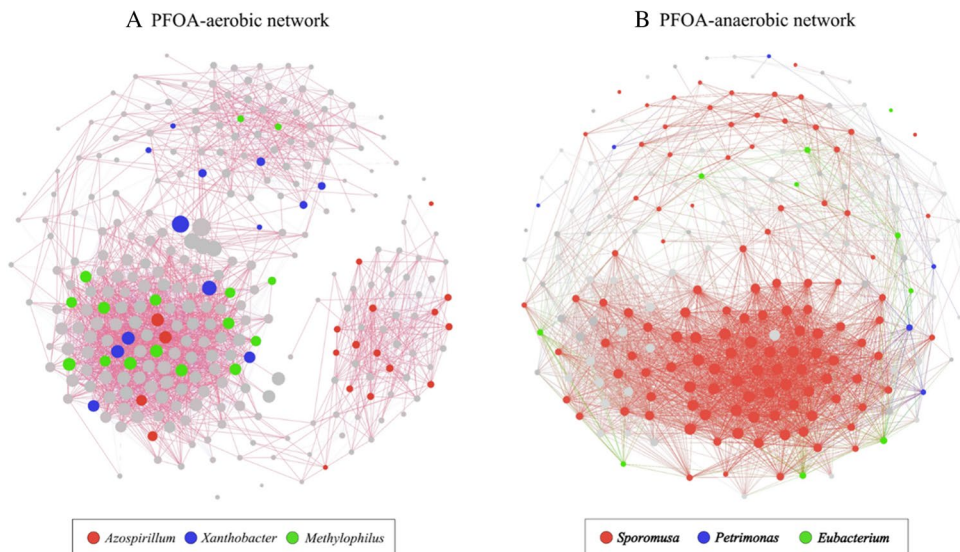 A PFOA-aerobic network
B PFOA-anaerobic network
Azospirillum Xanthobacter Methylophilus
Sporomusa Petrimonas Eubacterium